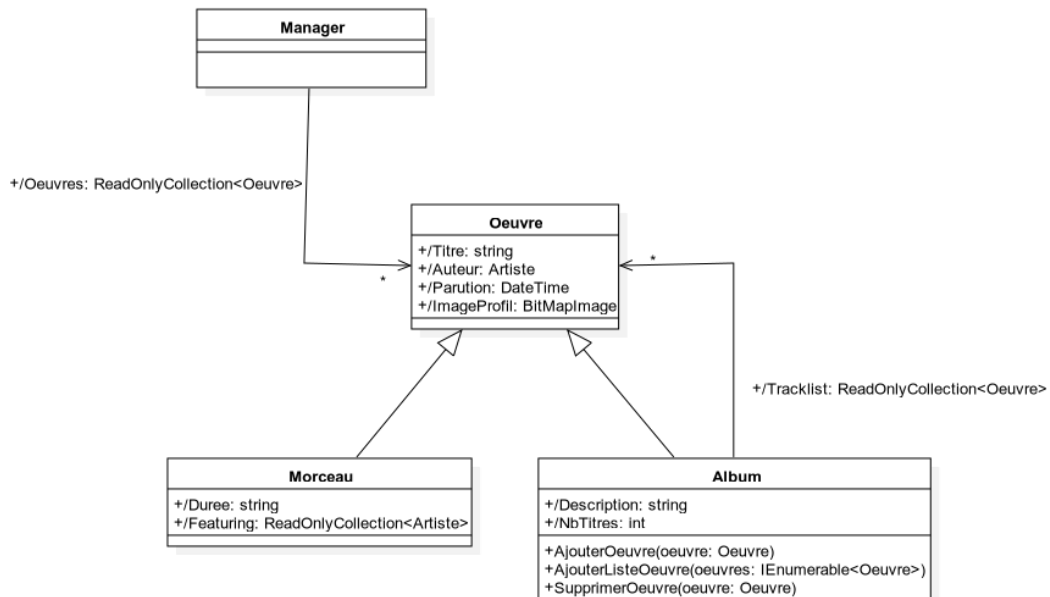 Manager
+/Oeuvres: ReadOnlyCollection<Oeuvre>
Oeuvre
+/Titre: string
+/Auteur: Artiste
+/Parution: DateTime
+/ImageProfil: BitMapImage
*
*
+/Tracklist: ReadOnlyCollection<Oeuvre>
Morceau
+/Duree: string
+/Featuring: ReadOnlyCollection<Artiste>
Album
+/Description: string
+/NbTitres: int
+AjouterOeuvre(oeuvre: Oeuvre)
+AjouterListeOeuvre(oeuvres: IEnumerable<Oeuvre>)
+SupprimerOeuvre(oeuvre: Oeuvre)